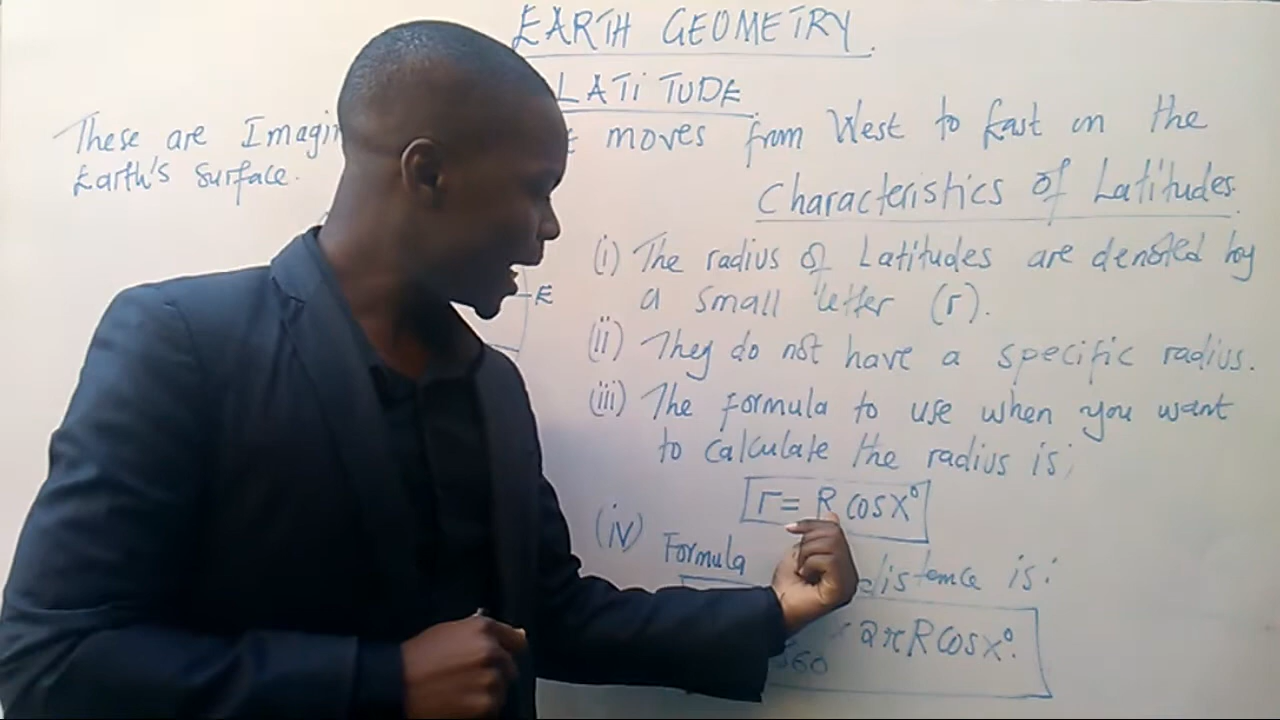 EARTH GEOMETRY.
LATITUDE
These are Imagin moves from West to East on the
Earth's Surface.
Characteristics of Latitudes.
(i) The radius of Latitudes are denoted by
a small letter (r).
(ii) They do not have a specific radius.
(iii) The formula to use when you want
to calculate the radius is;
r = R cos x°
(iv) Formula distance is:
360 × 2πR cos x°.
E